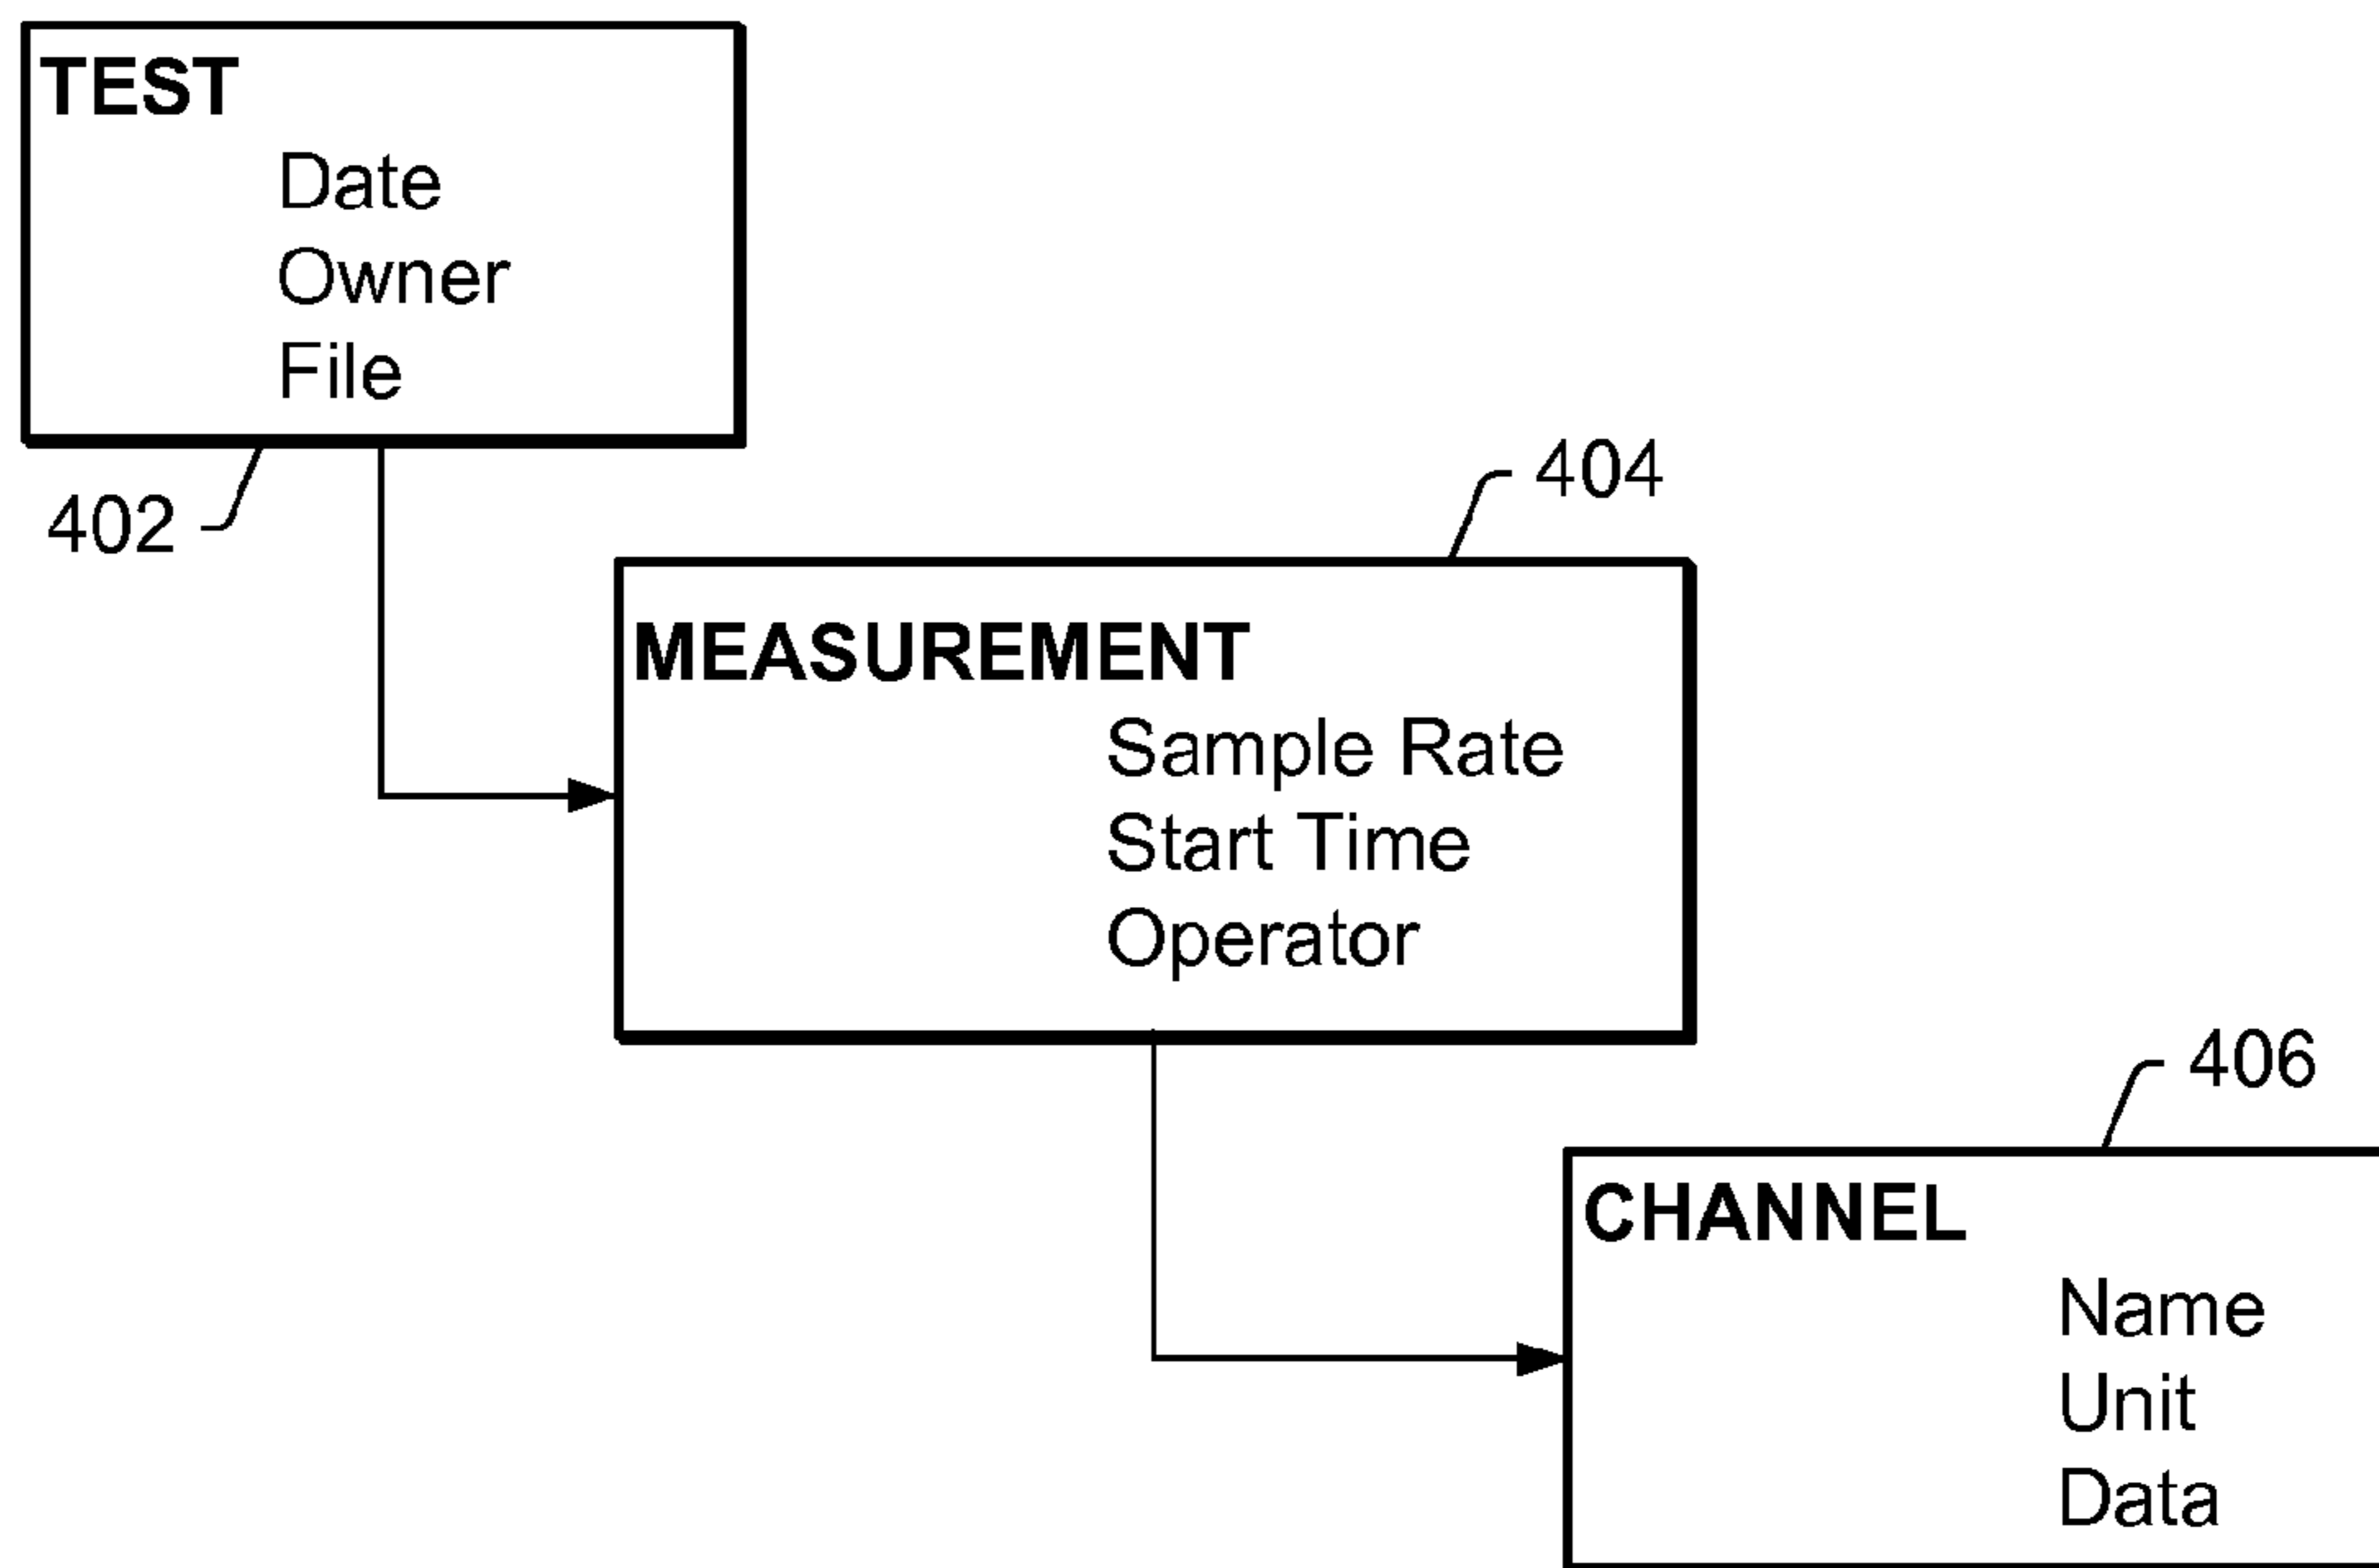 TEST
Date
Owner
File
402
404
MEASUREMENT
Sample Rate
Start Time
Operator
406
CHANNEL
Name
Unit
Data